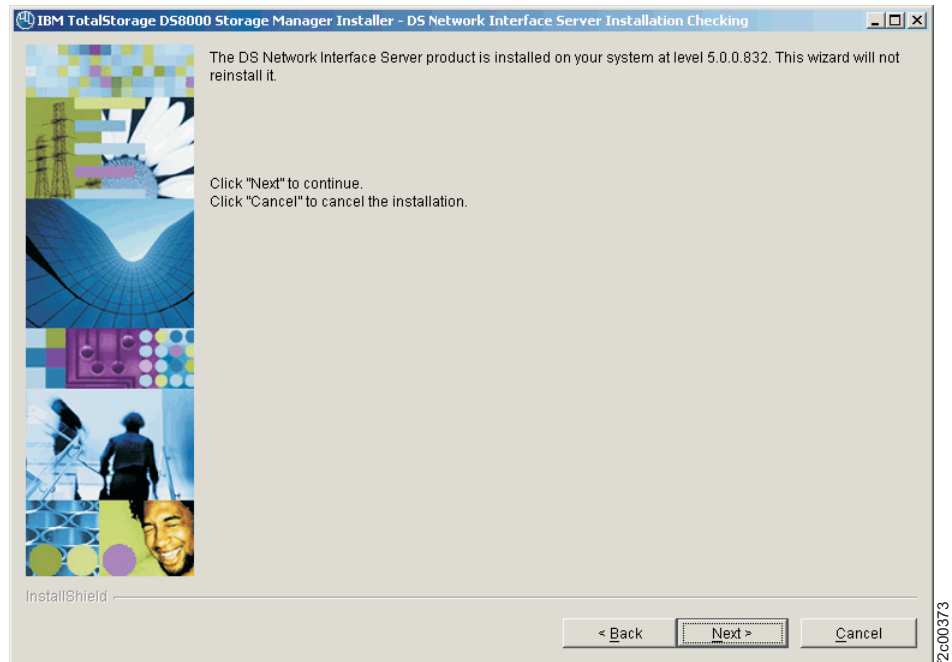 IBM TotalStorage DS8000 Storage Manager Installer - DS Network Interface Server Installation Checking
The DS Network Interface Server product is installed on your system at level 5.0.0.832. This wizard will not
reinstall it.
Click "Next" to continue.
Click "Cancel" to cancel the installation.
InstallShield
< Back
Next >
Cancel
f2c00373